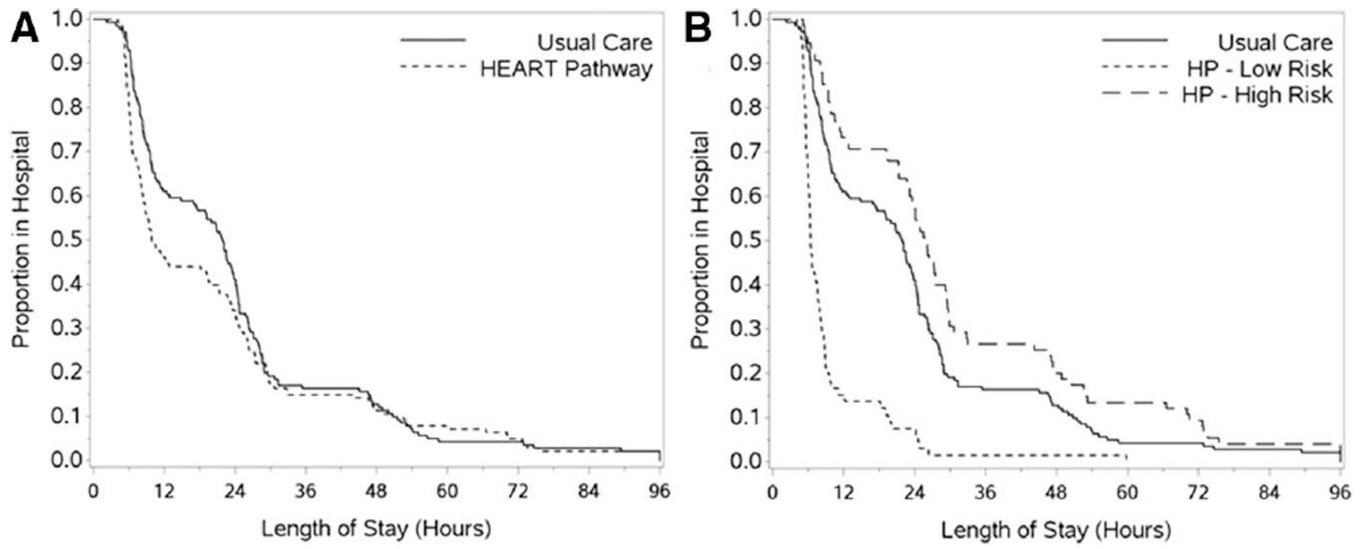 A
Proportion in Hospital
1.0
0.9
0.8
0.7
0.6
0.5
0.4
0.3
0.2
0.1
0.0
Usual Care
HEART Pathway
0 12 24 36 48 60 72 84 96
Length of Stay (Hours)
B
Proportion in Hospital
1.0
0.9
0.8
0.7
0.6
0.5
0.4
0.3
0.2
0.1
0.0
Usual Care
HP - Low Risk
HP - High Risk
0 12 24 36 48 60 72 84 96
Length of Stay (Hours)